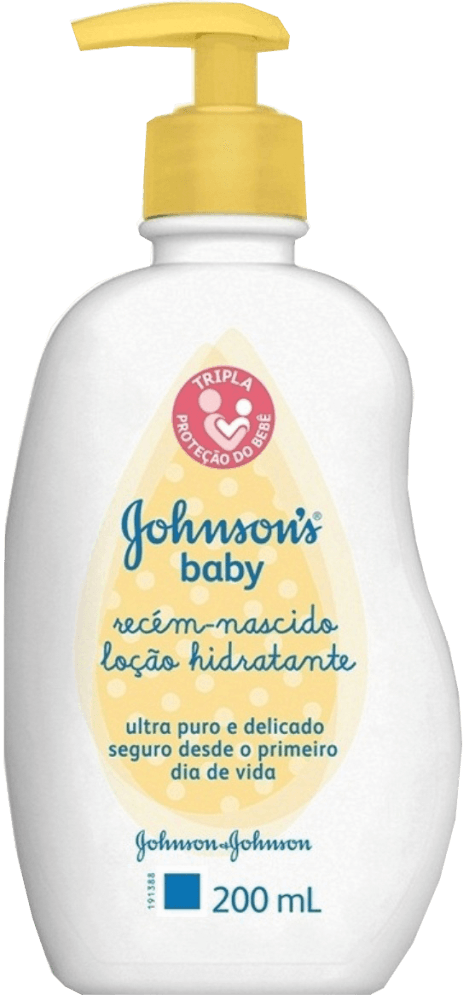 TRIPLA
PROTEÇÃO DO BEBÊ
Johnson's®
baby
recém-nascido
loção hidratante
ultra puro e delicado
seguro desde o primeiro
dia de vida
Johnson & Johnson
191388
200 mL